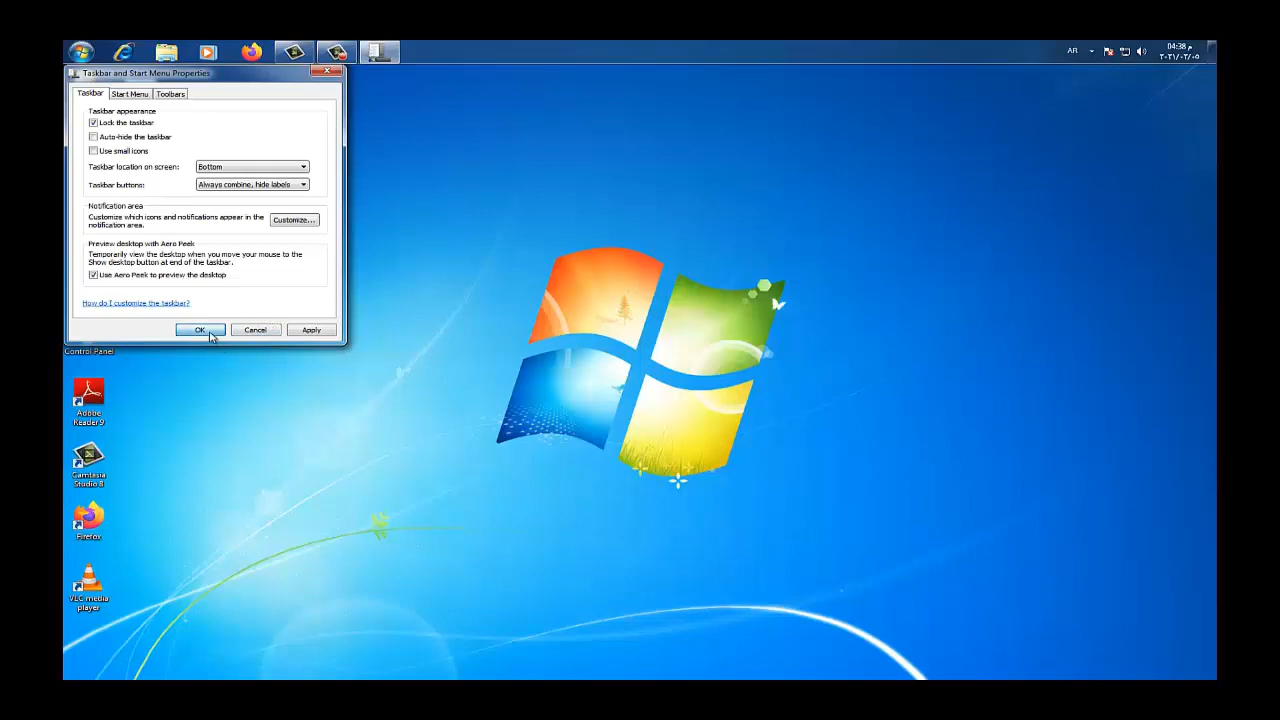 AR
04:38 م
٢٠٢١/٠٣/٠٥
Taskbar and Start Menu Properties
Taskbar
Start Menu
Toolbars
Taskbar appearance
Lock the taskbar
Auto-hide the taskbar
Use small icons
Taskbar location on screen:
Bottom
Taskbar buttons:
Always combine, hide labels
Notification area
Customize which icons and notifications appear in the
notification area.
Customize...
Preview desktop with Aero Peek
Temporarily view the desktop when you move your mouse to the
Show desktop button at end of the taskbar.
Use Aero Peek to preview the desktop
How do I customize the taskbar?
OK
Cancel
Apply
Control Panel
Adobe
Reader 9
Camtasia
Studio 8
Firefox
VLC media
player